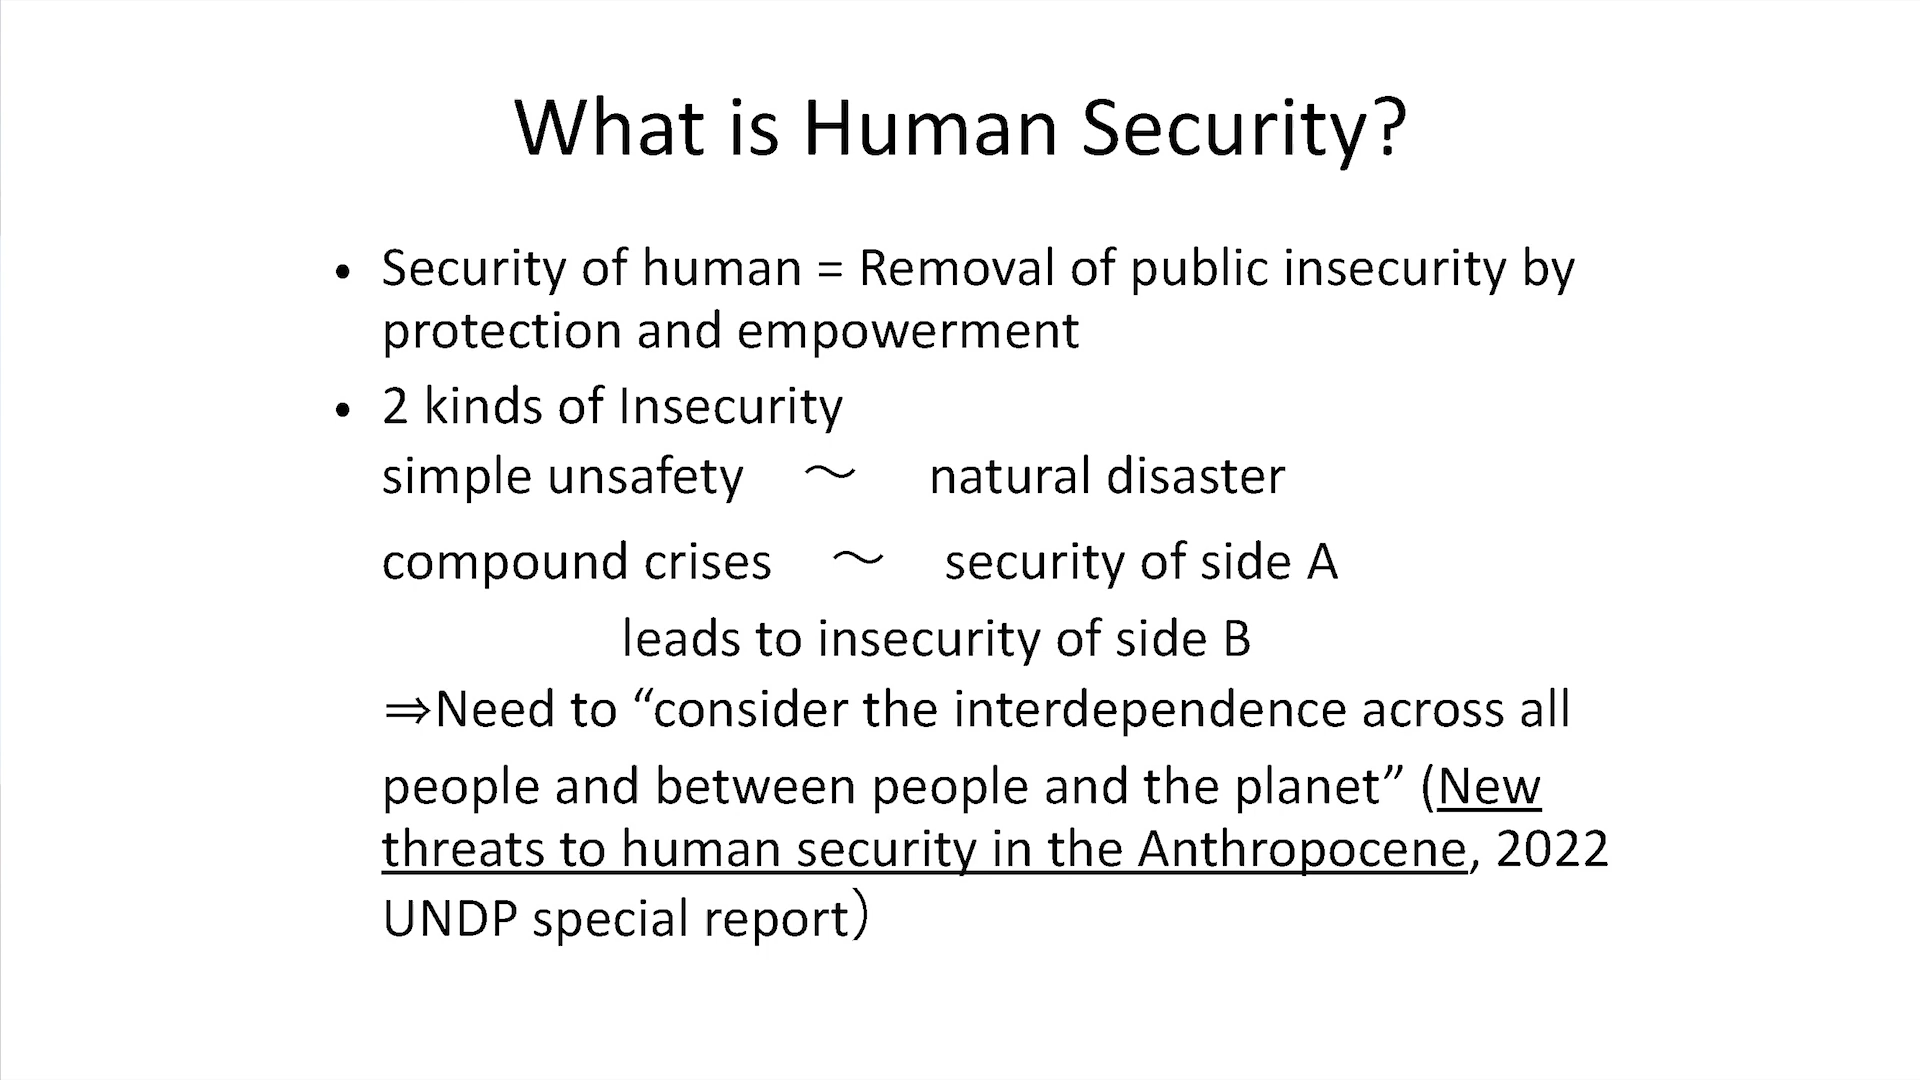 What is Human Security?
• Security of human = Removal of public insecurity by
protection and empowerment
• 2 kinds of Insecurity
simple unsafety ～ natural disaster
compound crises ～ security of side A
leads to insecurity of side B
⇒Need to “consider the interdependence across all
people and between people and the planet” (New
threats to human security in the Anthropocene, 2022
UNDP special report）